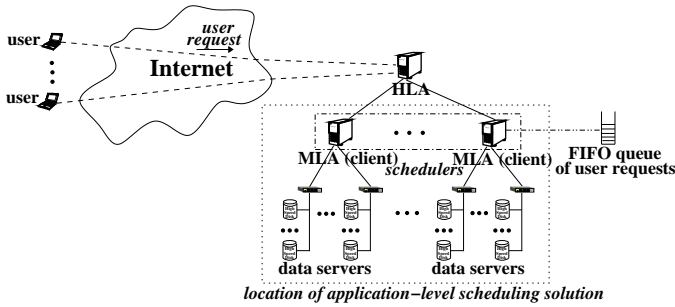 user
user
request
Internet
user
HLA
MLA (client)
MLA (client)
schedulers
FIFO queue
of user requests
data servers
data servers
location of application−level scheduling solution